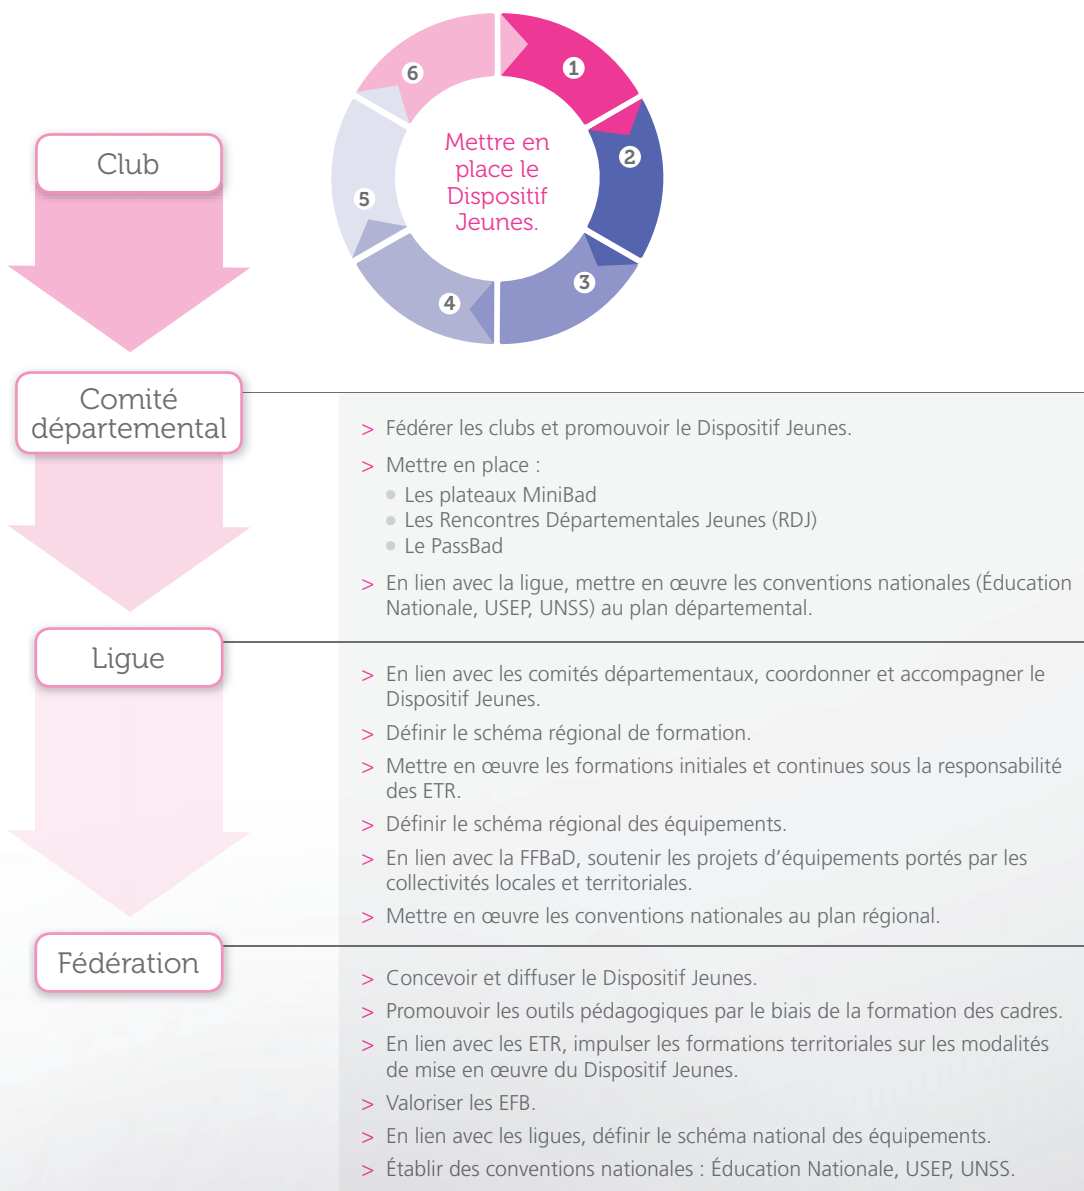 1
2
3
4
5
6
Mettre en
place le
Dispositif
Jeunes.
Club
Comité
départemental
> Fédérer les clubs et promouvoir le Dispositif Jeunes.
> Mettre en place :
● Les plateaux MiniBad
● Les Rencontres Départementales Jeunes (RDJ)
● Le PassBad
> En lien avec la ligue, mettre en œuvre les conventions nationales (Éducation
Nationale, USEP, UNSS) au plan départemental.
Ligue
> En lien avec les comités départementaux, coordonner et accompagner le
Dispositif Jeunes.
> Définir le schéma régional de formation.
> Mettre en œuvre les formations initiales et continues sous la responsabilité
des ETR.
> Définir le schéma régional des équipements.
> En lien avec la FFBaD, soutenir les projets d’équipements portés par les
collectivités locales et territoriales.
> Mettre en œuvre les conventions nationales au plan régional.
Fédération
> Concevoir et diffuser le Dispositif Jeunes.
> Promouvoir les outils pédagogiques par le biais de la formation des cadres.
> En lien avec les ETR, impulser les formations territoriales sur les modalités
de mise en œuvre du Dispositif Jeunes.
> Valoriser les EFB.
> En lien avec les ligues, définir le schéma national des équipements.
> Établir des conventions nationales : Éducation Nationale, USEP, UNSS.